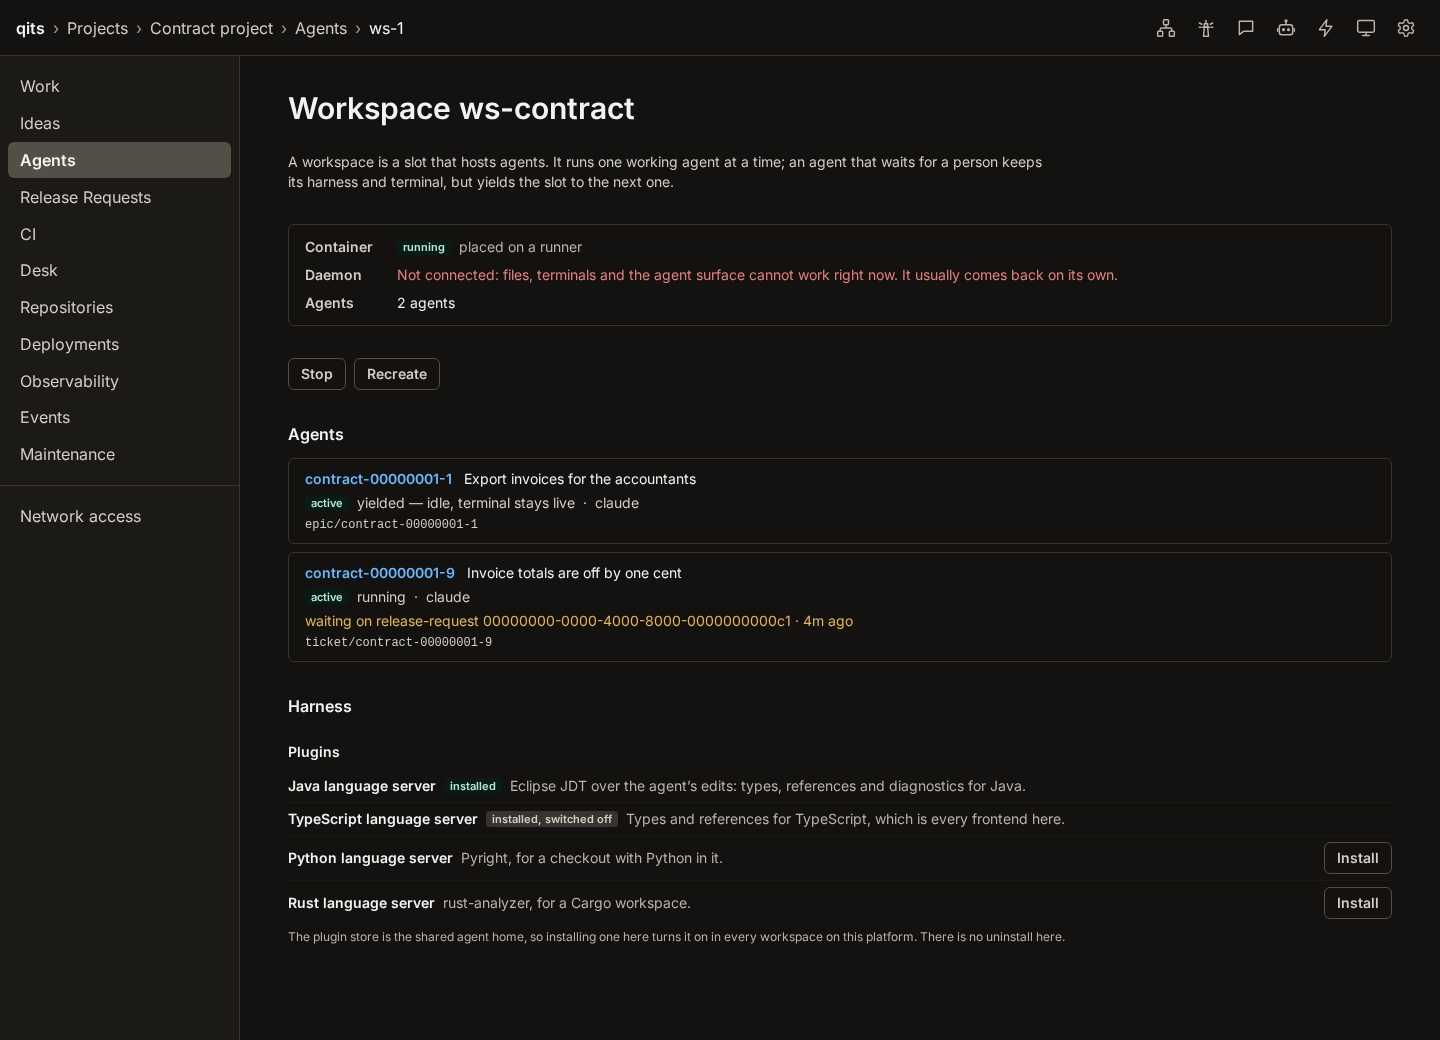 qits › Projects › Contract project › Agents › ws-1
Work
Ideas
Agents
Release Requests
CI
Desk
Repositories
Deployments
Observability
Events
Maintenance
Network access
Workspace ws-contract
A workspace is a slot that hosts agents. It runs one working agent at a time; an agent that waits for a person keeps
its harness and terminal, but yields the slot to the next one.
Container running placed on a runner
Daemon Not connected: files, terminals and the agent surface cannot work right now. It usually comes back on its own.
Agents 2 agents
Stop Recreate
Agents
contract-00000001-1 Export invoices for the accountants
active yielded — idle, terminal stays live · claude
epic/contract-00000001-1
contract-00000001-9 Invoice totals are off by one cent
active running · claude
waiting on release-request 00000000-0000-4000-8000-0000000000c1 · 4m ago
ticket/contract-00000001-9
Harness
Plugins
Java language server installed Eclipse JDT over the agent’s edits: types, references and diagnostics for Java.
TypeScript language server installed, switched off Types and references for TypeScript, which is every frontend here.
Python language server Pyright, for a checkout with Python in it. Install
Rust language server rust-analyzer, for a Cargo workspace. Install
The plugin store is the shared agent home, so installing one here turns it on in every workspace on this platform. There is no uninstall here.